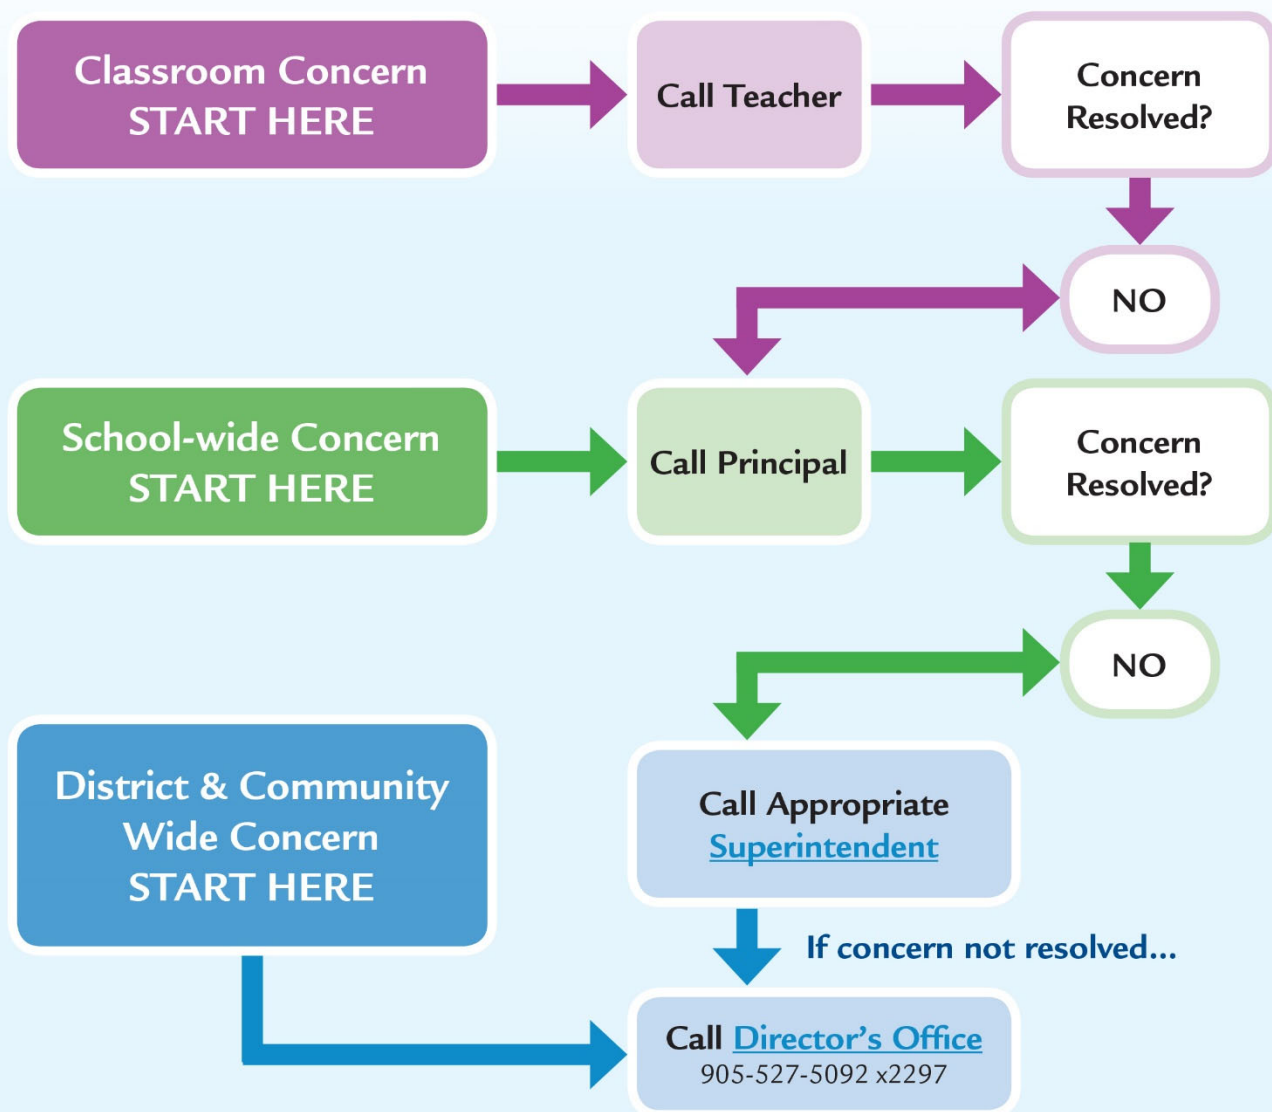 Classroom Concern
START HERE
Call Teacher
Concern
Resolved?
NO
School-wide Concern
START HERE
Call Principal
Concern
Resolved?
NO
District & Community
Wide Concern
START HERE
Call Appropriate
Superintendent
If concern not resolved...
Call Director's Office
905-527-5092 x2297